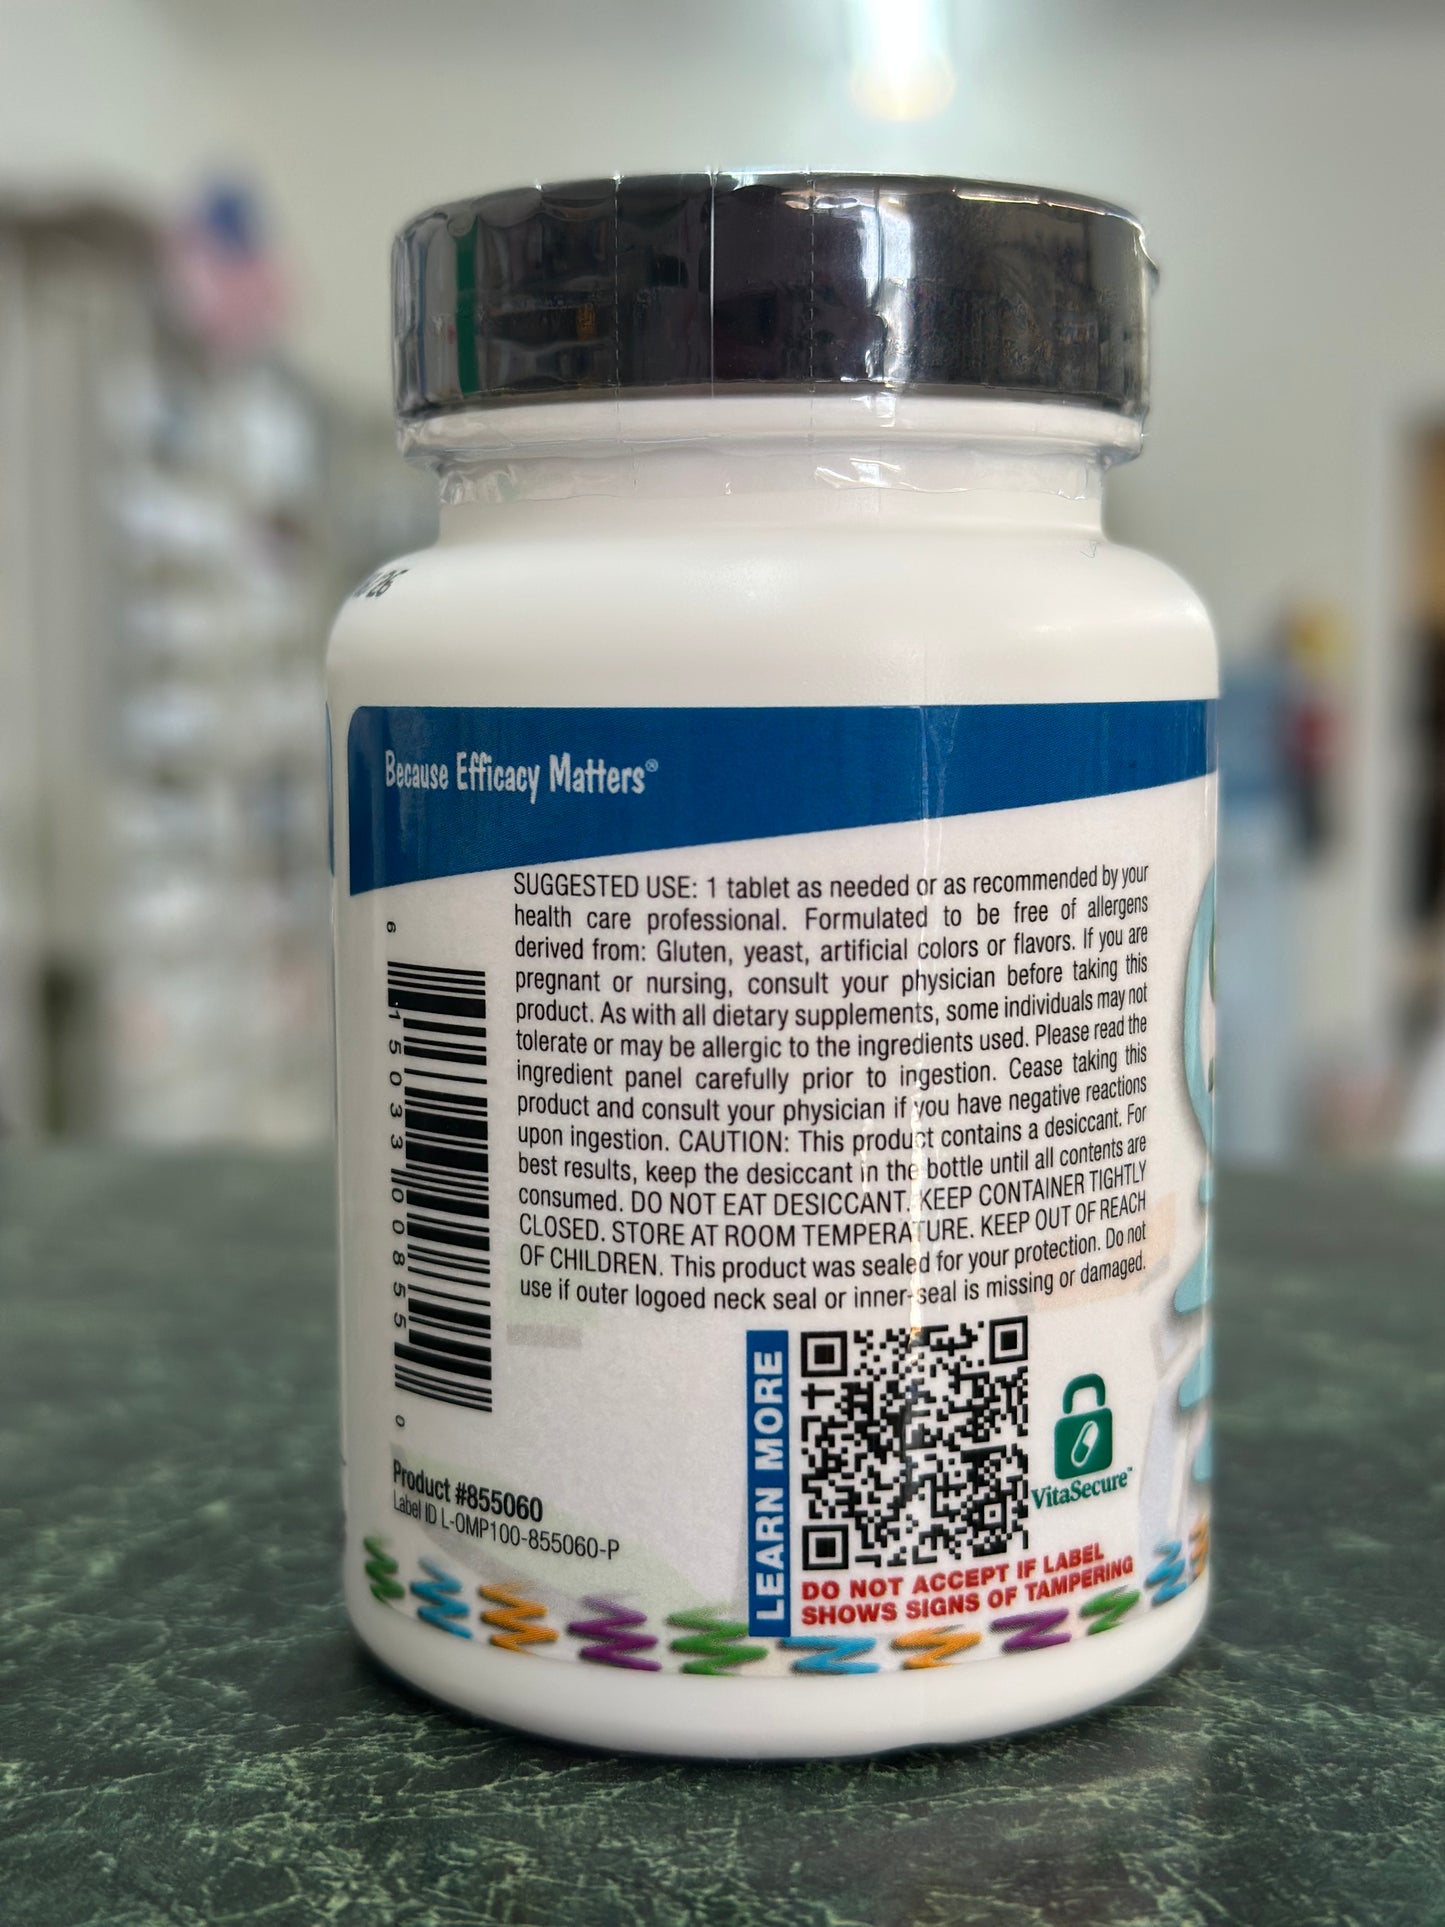 26
Because Efficacy Matters®
SUGGESTED USE: 1 tablet as needed or as recommended by your
health care professional. Formulated to be free of allergens
derived from: Gluten, yeast, artificial colors or flavors. If you are
pregnant or nursing, consult your physician before taking this
product. As with all dietary supplements, some individuals may not
tolerate or may be allergic to the ingredients used. Please read the
ingredient panel carefully prior to ingestion. Cease taking this
product and consult your physician if you have negative reactions
upon ingestion. CAUTION: This product contains a desiccant. For
best results, keep the desiccant in the bottle until all contents are
consumed. DO NOT EAT DESICCANT. KEEP CONTAINER TIGHTLY
CLOSED. STORE AT ROOM TEMPERATURE. KEEP OUT OF REACH
OF CHILDREN. This product was sealed for your protection. Do not
use if outer logoed neck seal or inner-seal is missing or damaged.
6 15033 00855 0
Product #855060
Label ID L-OMP100-855060-P
LEARN MORE
VitaSecure™
DO NOT ACCEPT IF LABEL
SHOWS SIGNS OF TAMPERING